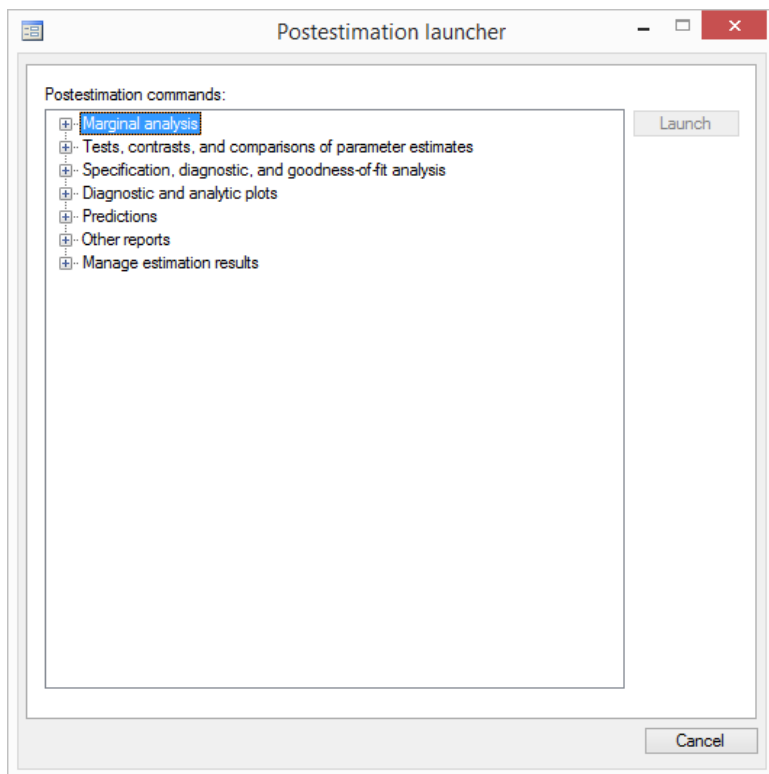 Postestimation launcher
Postestimation commands:
Marginal analysis
Launch
Tests, contrasts, and comparisons of parameter estimates
Specification, diagnostic, and goodness-of-fit analysis
Diagnostic and analytic plots
Predictions
Other reports
Manage estimation results
Cancel